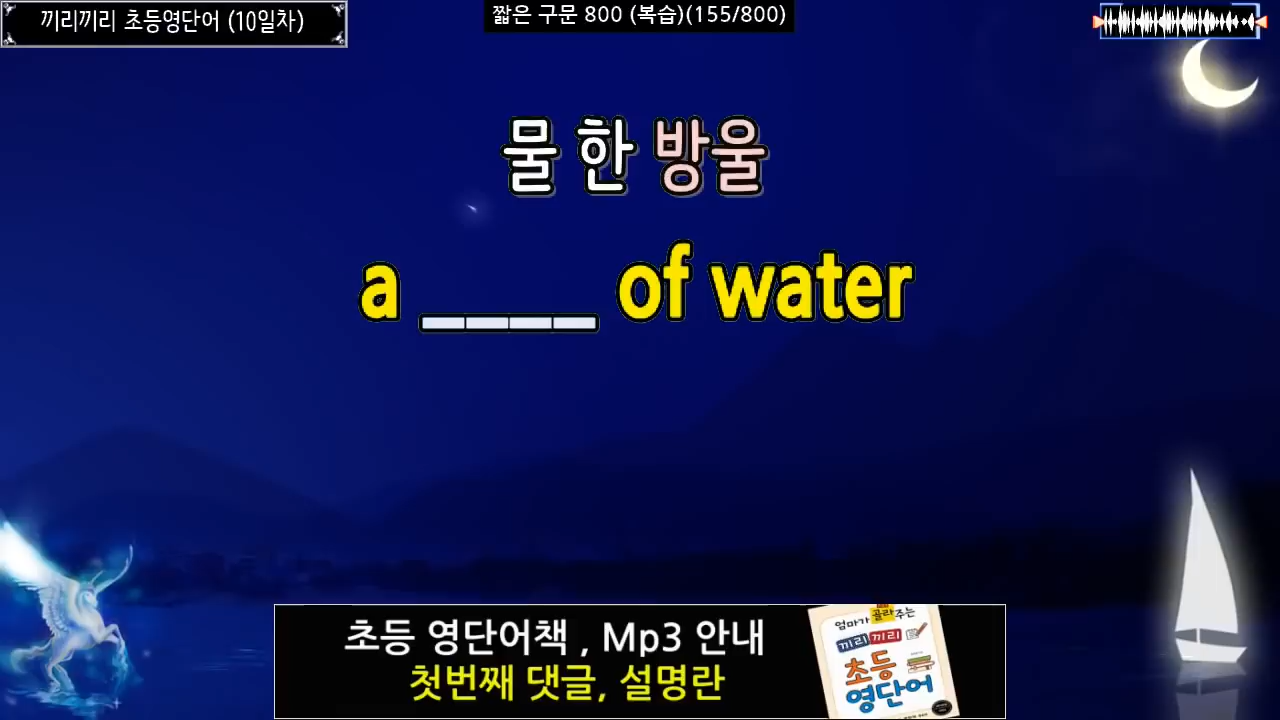 끼리끼리 초등영단어 (10일차)
짧은 구문 800 (복습)(155/800)
물 한 방울
a ____ of water
초등 영단어책 , Mp3 안내
첫번째 댓글, 설명란
엄마가 골라주는
끼리끼리
초등
영단어